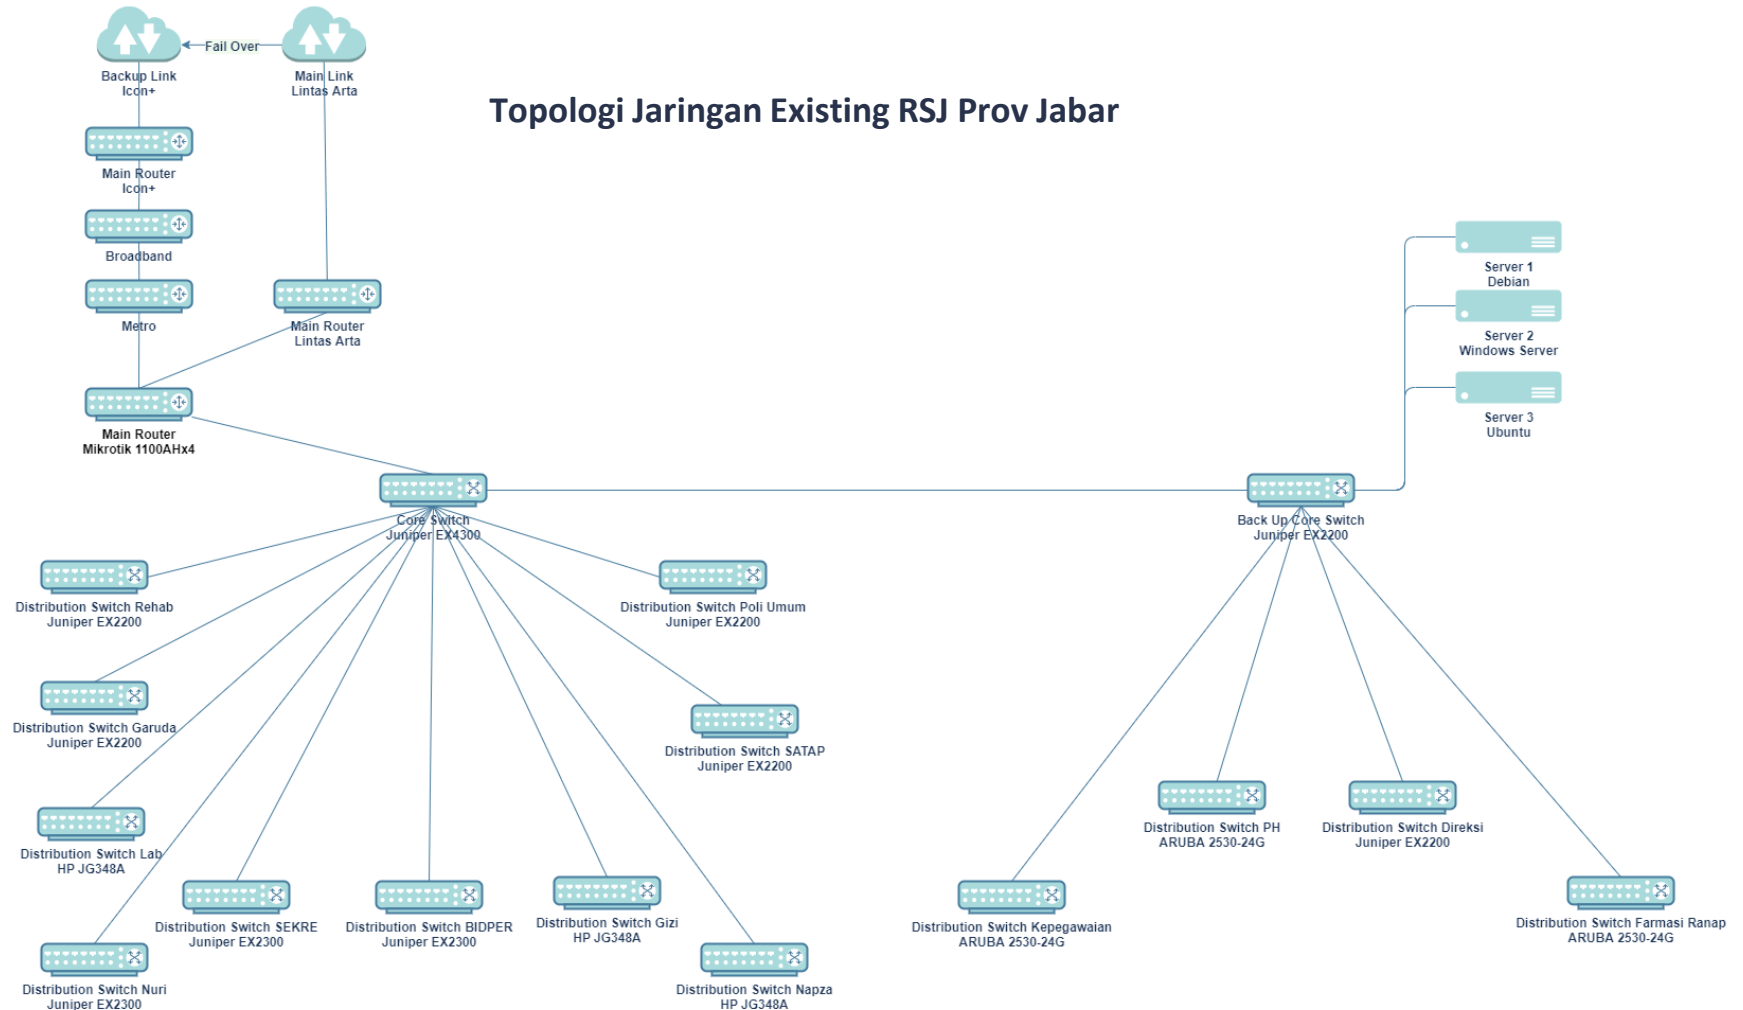 Fail Over
Backup Link
Icon+
Main Link
Lintas Arta
Topologi Jaringan Existing RSJ Prov Jabar
Main Router
Icon+
Broadband
Metro
Main Router
Lintas Arta
Main Router
Mikrotik 1100AHx4
Server 1
Debian
Server 2
Windows Server
Server 3
Ubuntu
Core Switch
Juniper EX4300
Back Up Core Switch
Juniper EX2200
Distribution Switch Rehab
Juniper EX2200
Distribution Switch Poli Umum
Juniper EX2200
Distribution Switch Garuda
Juniper EX2200
Distribution Switch SATAP
Juniper EX2200
Distribution Switch Lab
HP JG348A
Distribution Switch PH
ARUBA 2530-24G
Distribution Switch Direksi
Juniper EX2200
Distribution Switch SEKRE
Juniper EX2300
Distribution Switch BIDPER
Juniper EX2300
Distribution Switch Gizi
HP JG348A
Distribution Switch Kepegawaian
ARUBA 2530-24G
Distribution Switch Farmasi Ranap
ARUBA 2530-24G
Distribution Switch Nuri
Juniper EX2300
Distribution Switch Napza
HP JG348A